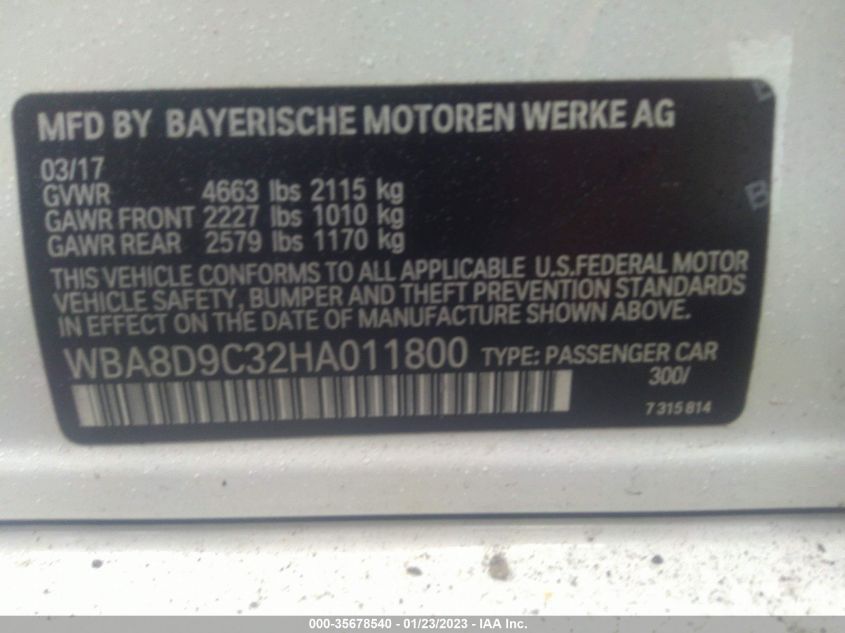 MFD BY BAYERISCHE MOTOREN WERKE AG
03/17
GVWR 4663 lbs 2115 kg
GAWR FRONT 2227 lbs 1010 kg
GAWR REAR 2579 lbs 1170 kg
THIS VEHICLE CONFORMS TO ALL APPLICABLE U.S.FEDERAL MOTOR
VEHICLE SAFETY, BUMPER AND THEFT PREVENTION STANDARDS
IN EFFECT ON THE DATE OF MANUFACTURE SHOWN ABOVE.
WBA8D9C32HA011800 TYPE: PASSENGER CAR
300/
7 315 814
000-35678540 - 01/23/2023 - IAA Inc.